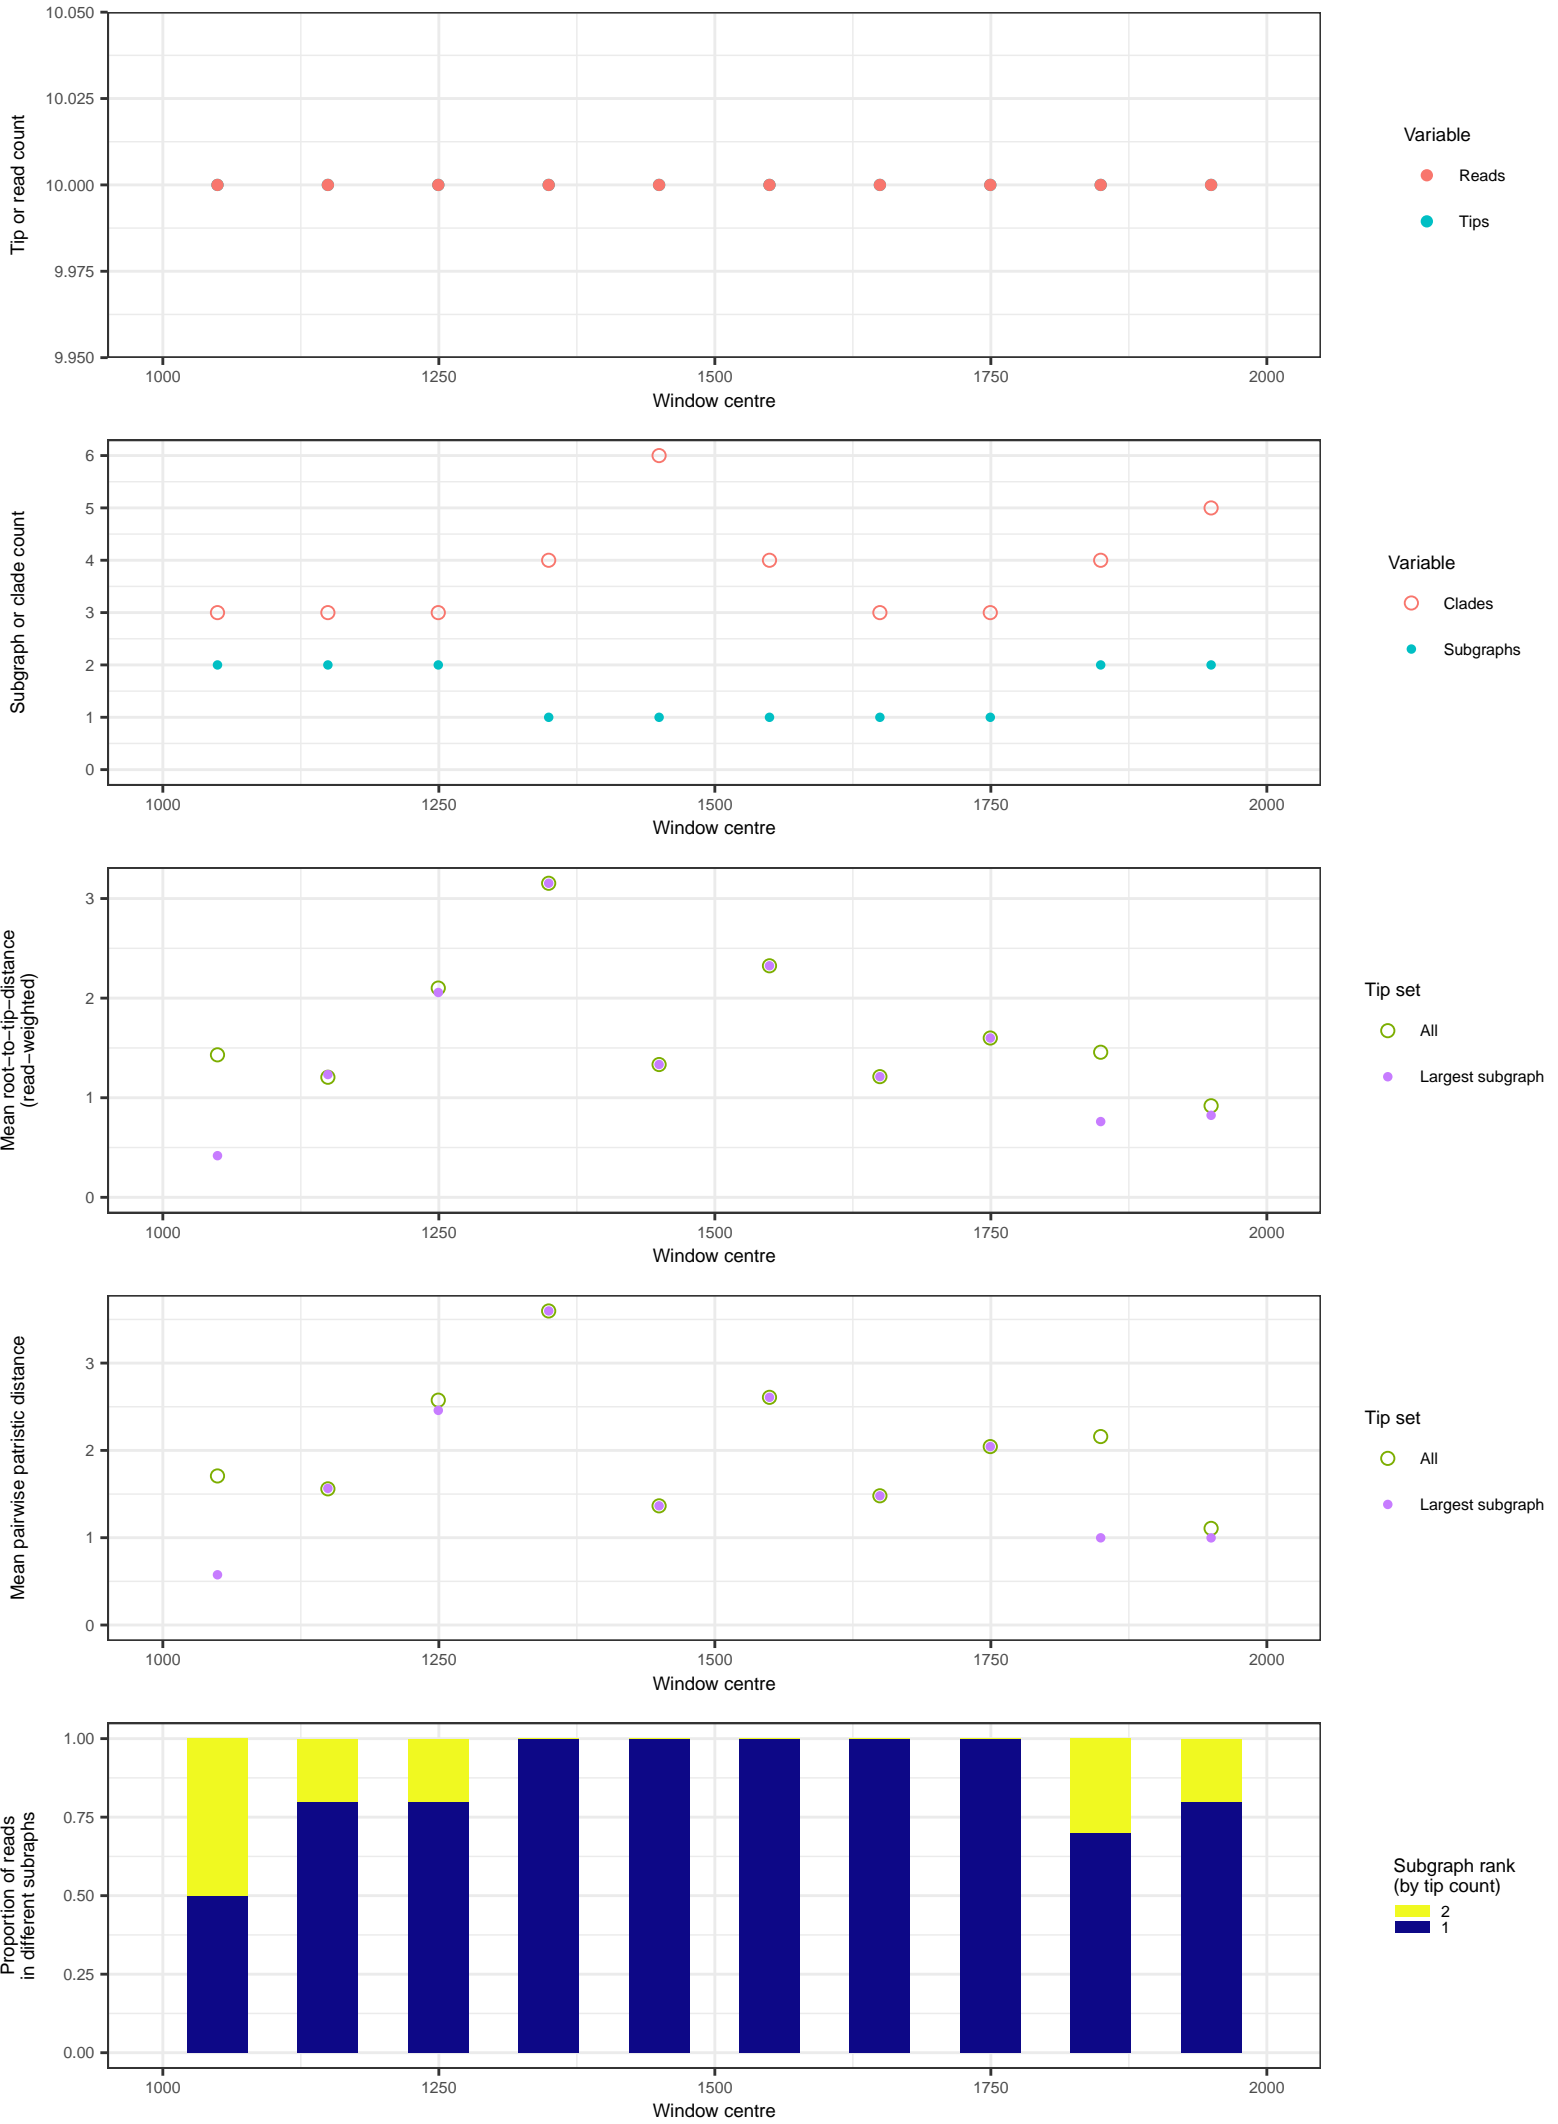 10.050
10.025
10.000
9.975
9.950
Tip or read count
1000 1250 1500 1750 2000
Window centre
Variable
Reads
Tips
6
5
4
3
2
1
0
Subgraph or clade count
1000 1250 1500 1750 2000
Window centre
Variable
Clades
Subgraphs
3
2
1
0
Mean root−to−tip−distance
(read−weighted)
1000 1250 1500 1750 2000
Window centre
Tip set
All
Largest subgraph
3
2
1
0
Mean pairwise patristic distance
1000 1250 1500 1750 2000
Window centre
Tip set
All
Largest subgraph
1.00
0.75
0.50
0.25
0.00
Proportion of reads
in different subraphs
1000 1250 1500 1750 2000
Window centre
Subgraph rank
(by tip count)
2
1